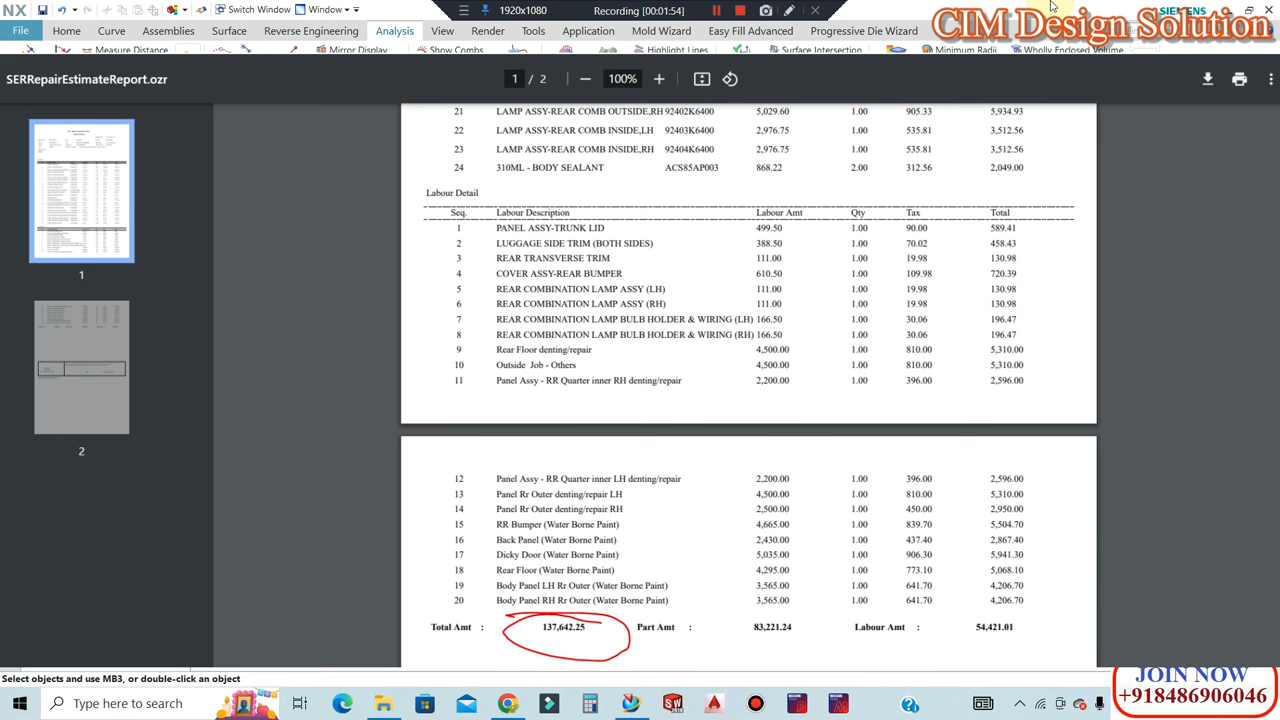 NX
Switch Window
Window
1920x1080
Recording [00:01:54]
SIEMENS
CIM Design Solution
File
Home
Curve
Assemblies
Surface
Reverse Engineering
Analysis
View
Render
Tools
Application
Mold Wizard
Easy Fill Advanced
Progressive Die Wizard
Measure Distance
Mirror Display
Show Combs
Highlight Lines
Surface Intersection
Minimum Radii
Wholly Enclosed Volume
SERRepairEstimateReport.ozr
1 / 2
100%
21 LAMP ASSY-REAR COMB OUTSIDE,RH 92402K6400 5,029.60 1.00 905.33 5,934.93
22 LAMP ASSY-REAR COMB INSIDE,LH 92403K6400 2,976.75 1.00 535.81 3,512.56
23 LAMP ASSY-REAR COMB INSIDE,RH 92404K6400 2,976.75 1.00 535.81 3,512.56
24 310ML - BODY SEALANT ACS85AP003 868.22 2.00 312.56 2,049.00
Labour Detail
Seq. Labour Description Labour Amt Qty Tax Total
1 PANEL ASSY-TRUNK LID 499.50 1.00 90.00 589.41
2 LUGGAGE SIDE TRIM (BOTH SIDES) 388.50 1.00 70.02 458.43
3 REAR TRANSVERSE TRIM 111.00 1.00 19.98 130.98
4 COVER ASSY-REAR BUMPER 610.50 1.00 109.98 720.39
5 REAR COMBINATION LAMP ASSY (LH) 111.00 1.00 19.98 130.98
6 REAR COMBINATION LAMP ASSY (RH) 111.00 1.00 19.98 130.98
7 REAR COMBINATION LAMP BULB HOLDER & WIRING (LH) 166.50 1.00 30.06 196.47
8 REAR COMBINATION LAMP BULB HOLDER & WIRING (RH) 166.50 1.00 30.06 196.47
9 Rear Floor denting/repair 4,500.00 1.00 810.00 5,310.00
10 Outside Job - Others 4,500.00 1.00 810.00 5,310.00
11 Panel Assy - RR Quarter inner RH denting/repair 2,200.00 1.00 396.00 2,596.00
1
12 Panel Assy - RR Quarter inner LH denting/repair 2,200.00 1.00 396.00 2,596.00
13 Panel Rr Outer denting/repair LH 4,500.00 1.00 810.00 5,310.00
14 Panel Rr Outer denting/repair RH 2,500.00 1.00 450.00 2,950.00
15 RR Bumper (Water Borne Paint) 4,665.00 1.00 839.70 5,504.70
16 Back Panel (Water Borne Paint) 2,430.00 1.00 437.40 2,867.40
17 Dicky Door (Water Borne Paint) 5,035.00 1.00 906.30 5,941.30
18 Rear Floor (Water Borne Paint) 4,295.00 1.00 773.10 5,068.10
19 Body Panel LH Rr Outer (Water Borne Paint) 3,565.00 1.00 641.70 4,206.70
20 Body Panel RH Rr Outer (Water Borne Paint) 3,565.00 1.00 641.70 4,206.70
2
Total Amt : 137,642.25 Part Amt : 83,221.24 Labour Amt : 54,421.01
Select objects and use MB3, or double-click an object
JOIN NOW
+918486906046
Type here to search